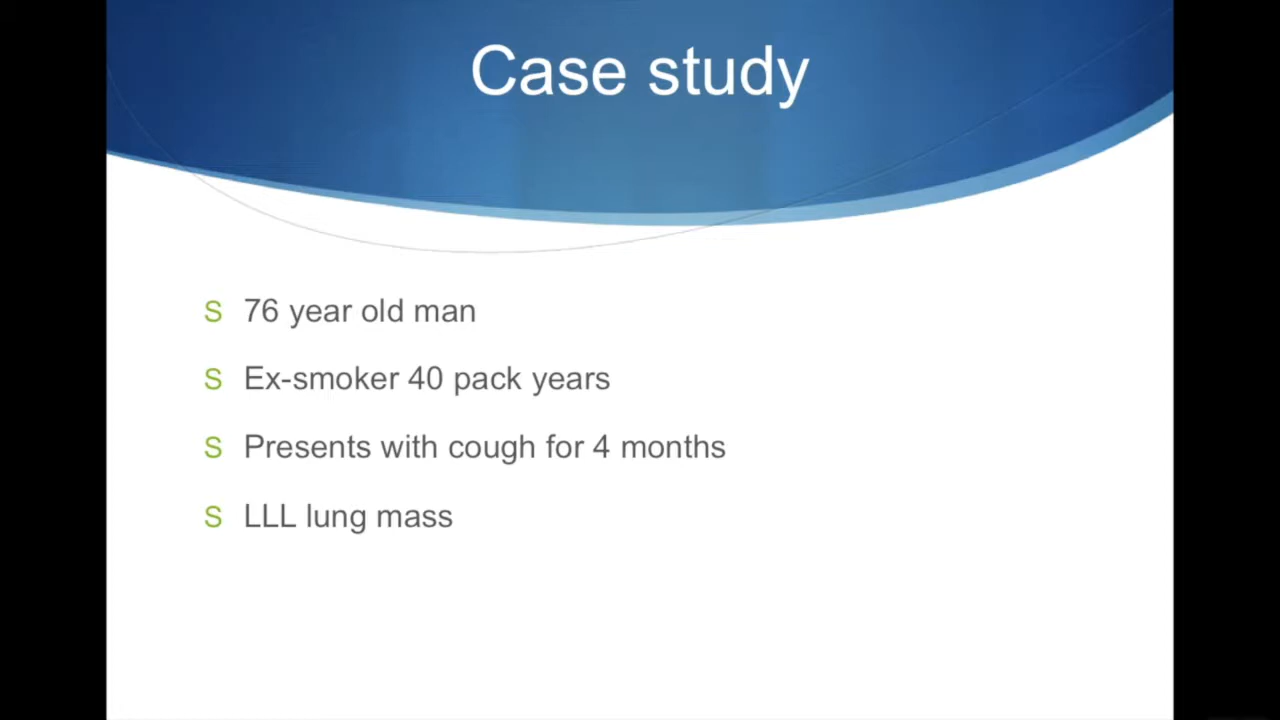 Case study
S 76 year old man
S Ex-smoker 40 pack years
S Presents with cough for 4 months
S LLL lung mass